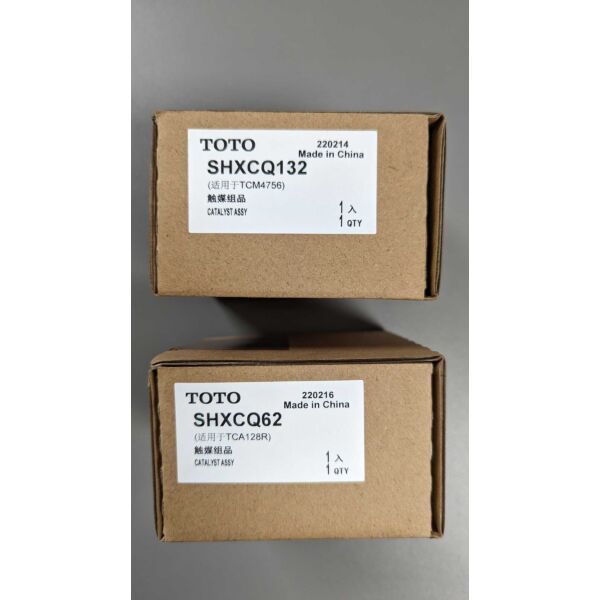 TOTO
220214
Made in China
SHXCQ132
(适用于TCM4756)
触媒组品
CATALYST ASSY
1 入
1 QTY
TOTO
220216
Made in China
SHXCQ62
(适用于TCA128R)
触媒组品
CATALYST ASSY
1 入
1 QTY